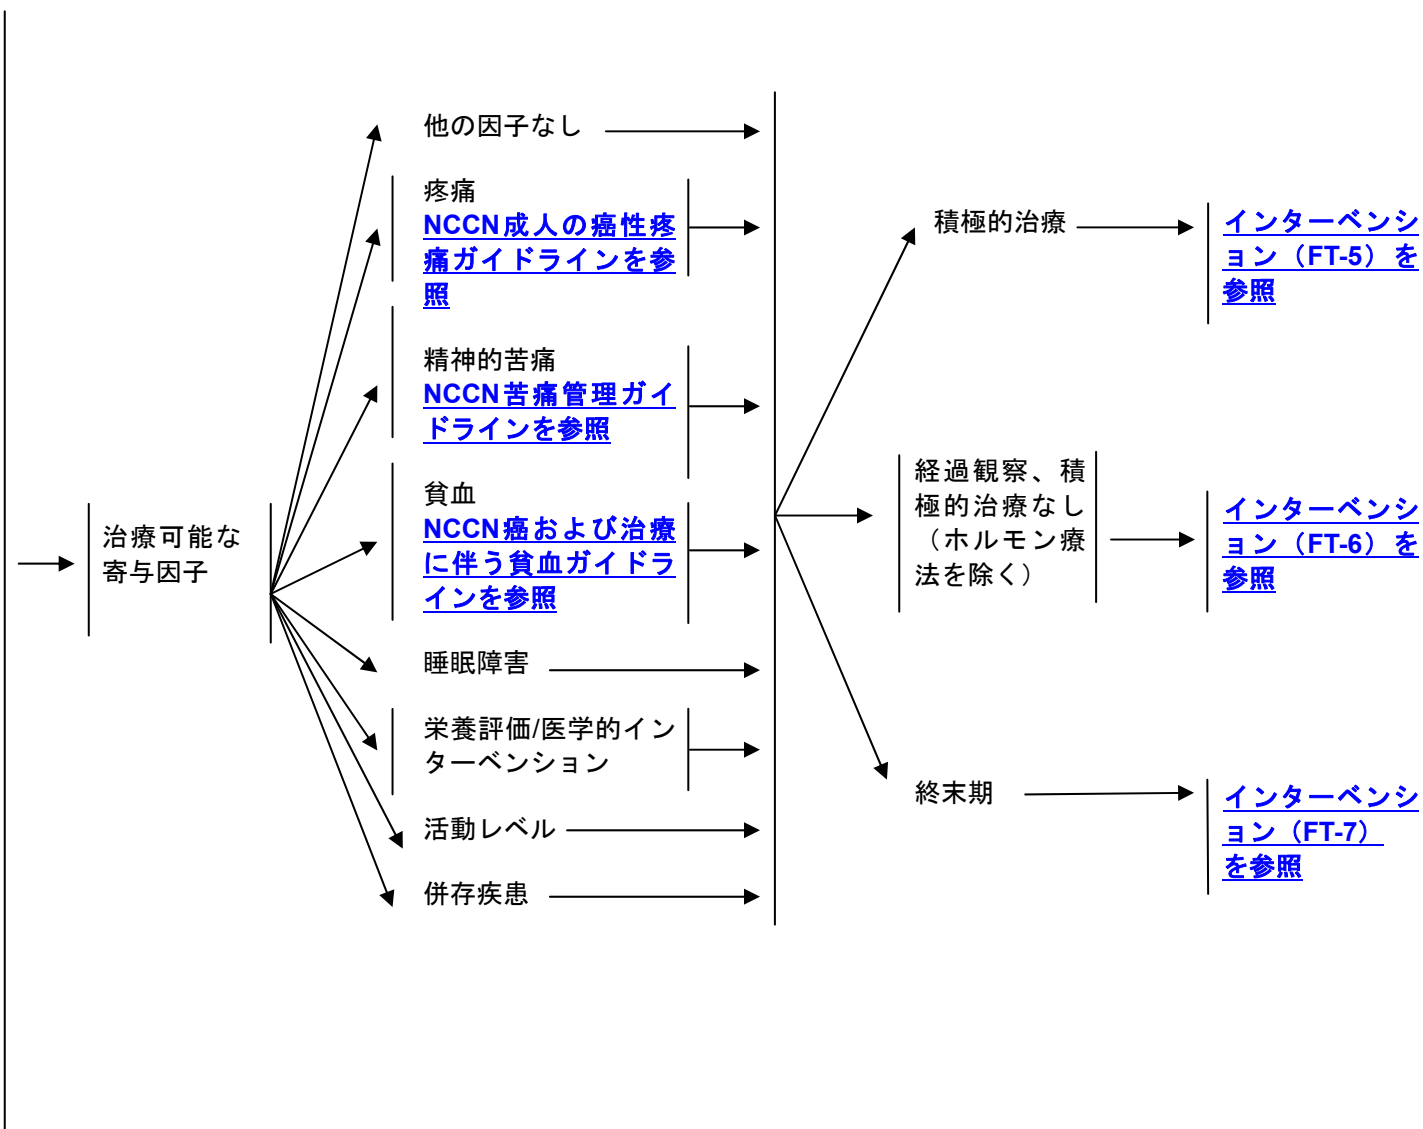 治療可能な
寄与因子
他の因子なし
疼痛
NCCN成人の癌性疼
痛ガイドラインを参
照
精神的苦痛
NCCN苦痛管理ガイ
ドラインを参照
貧血
NCCN癌および治療
に伴う貧血ガイドラ
インを参照
睡眠障害
栄養評価/医学的イン
ターベンション
活動レベル
併存疾患
積極的治療
経過観察、積
極的治療なし
（ホルモン療
法を除く）
終末期
インターベンシ
ョン（FT-5）を
参照
インターベンシ
ョン（FT-6）を
参照
インターベンシ
ョン（FT-7）
を参照